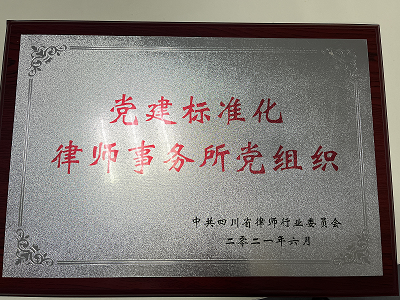 党建标准化
律师事务所党组织
中共四川省律师行业委员会
二零二一年六月